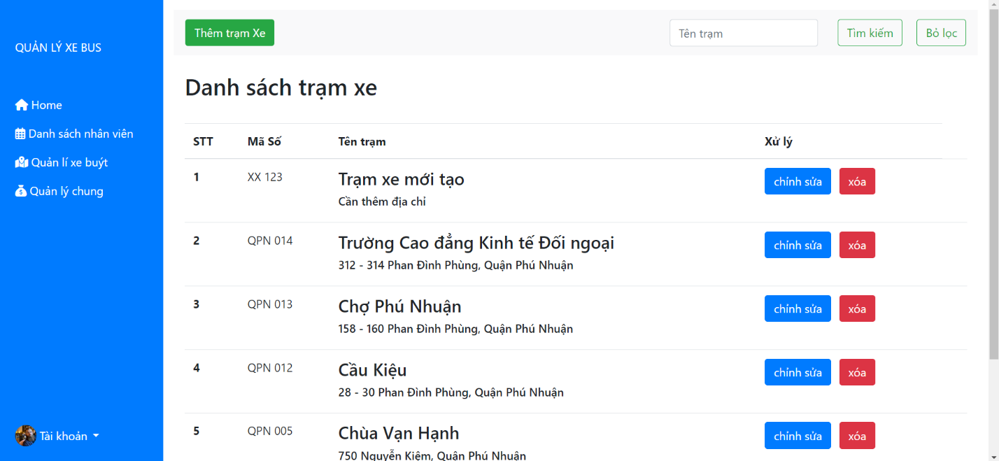 QUẢN LÝ XE BUS
Home
Danh sách nhân viên
Quản lí xe buýt
Quản lý chung
Tài khoản
Thêm trạm Xe
Tên trạm
Tìm kiếm
Bỏ lọc
Danh sách trạm xe
STT Mã Số Tên trạm Xử lý
1 XX 123 Trạm xe mới tạo chỉnh sửa xóa
Cần thêm địa chỉ
2 QPN 014 Trường Cao đẳng Kinh tế Đối ngoại chỉnh sửa xóa
312 - 314 Phan Đình Phùng, Quận Phú Nhuận
3 QPN 013 Chợ Phú Nhuận chỉnh sửa xóa
158 - 160 Phan Đình Phùng, Quận Phú Nhuận
4 QPN 012 Cầu Kiệu chỉnh sửa xóa
28 - 30 Phan Đình Phùng, Quận Phú Nhuận
5 QPN 005 Chùa Vạn Hạnh chỉnh sửa xóa
750 Nguyễn Kiệm, Quận Phú Nhuận